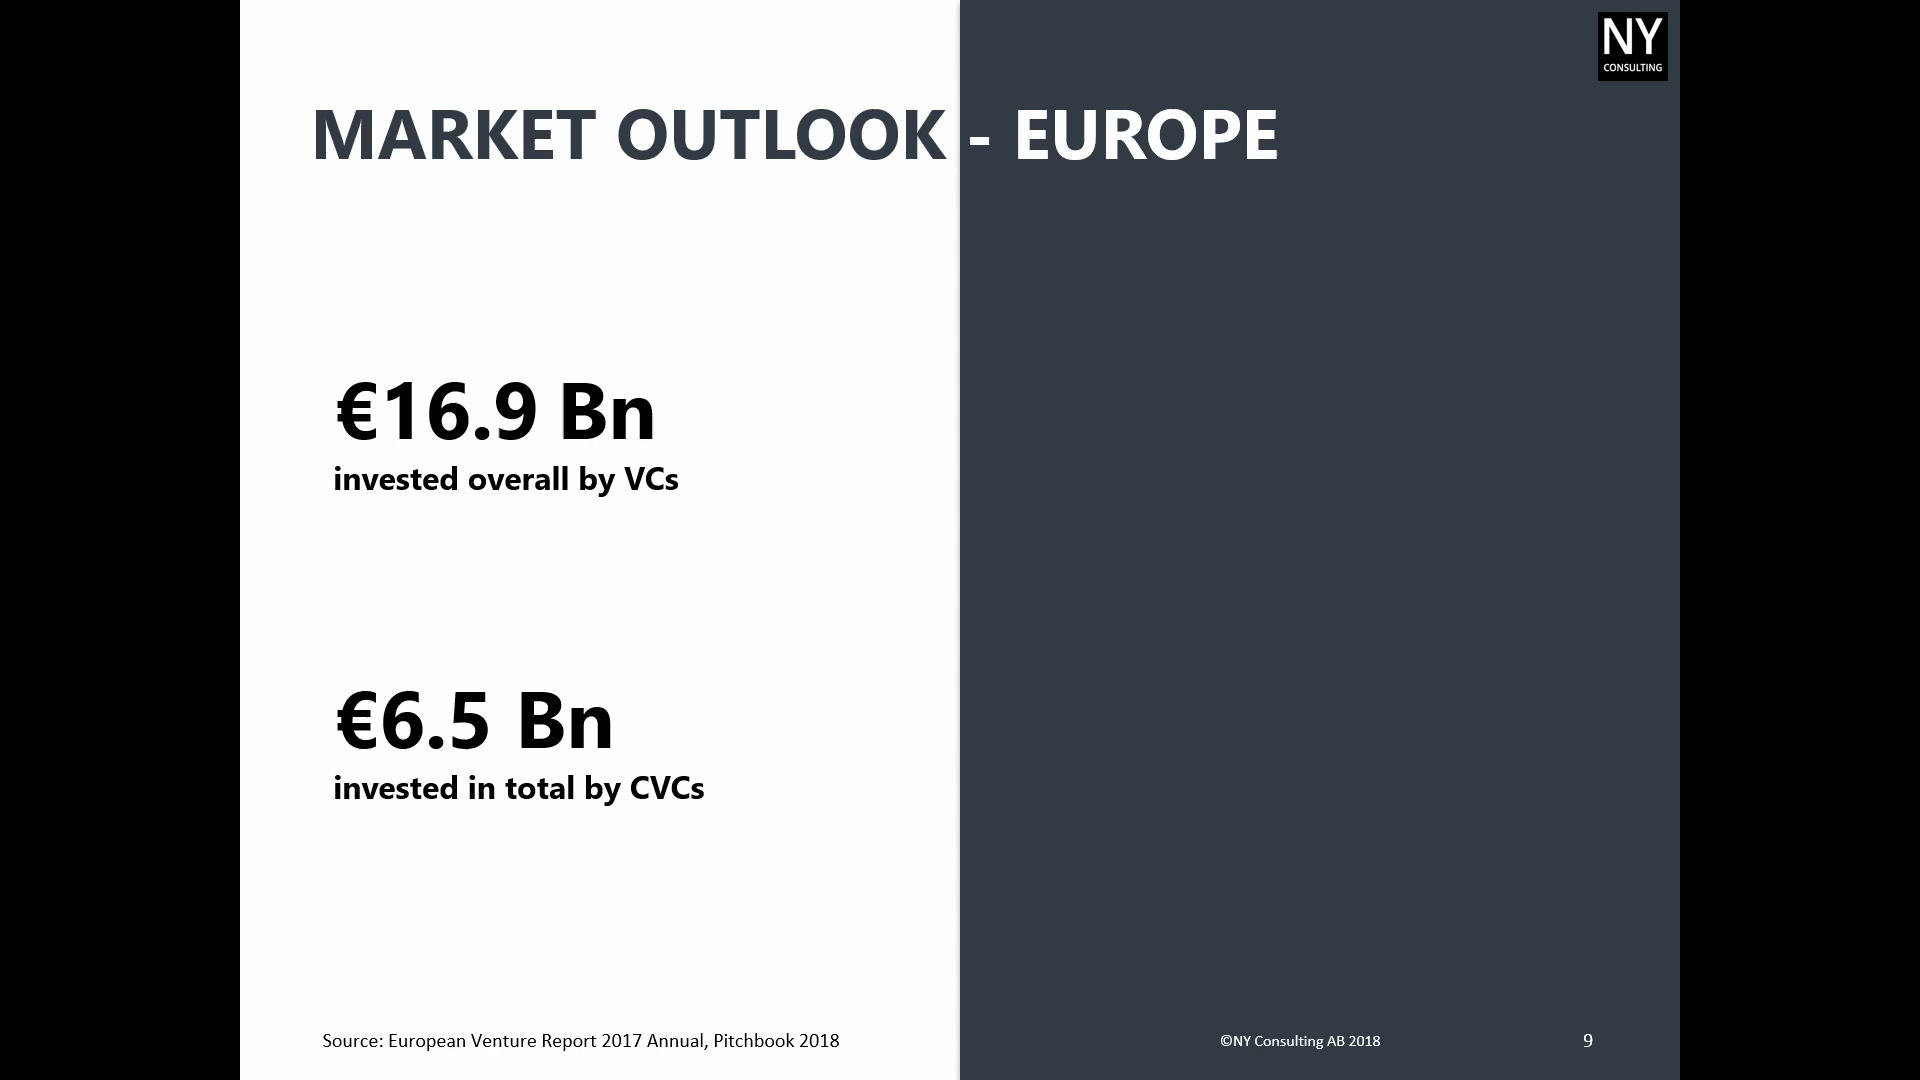 NY
CONSULTING
MARKET OUTLOOK - EUROPE
€16.9 Bn
invested overall by VCs
€6.5 Bn
invested in total by CVCs
Source: European Venture Report 2017 Annual, Pitchbook 2018
©NY Consulting AB 2018
9